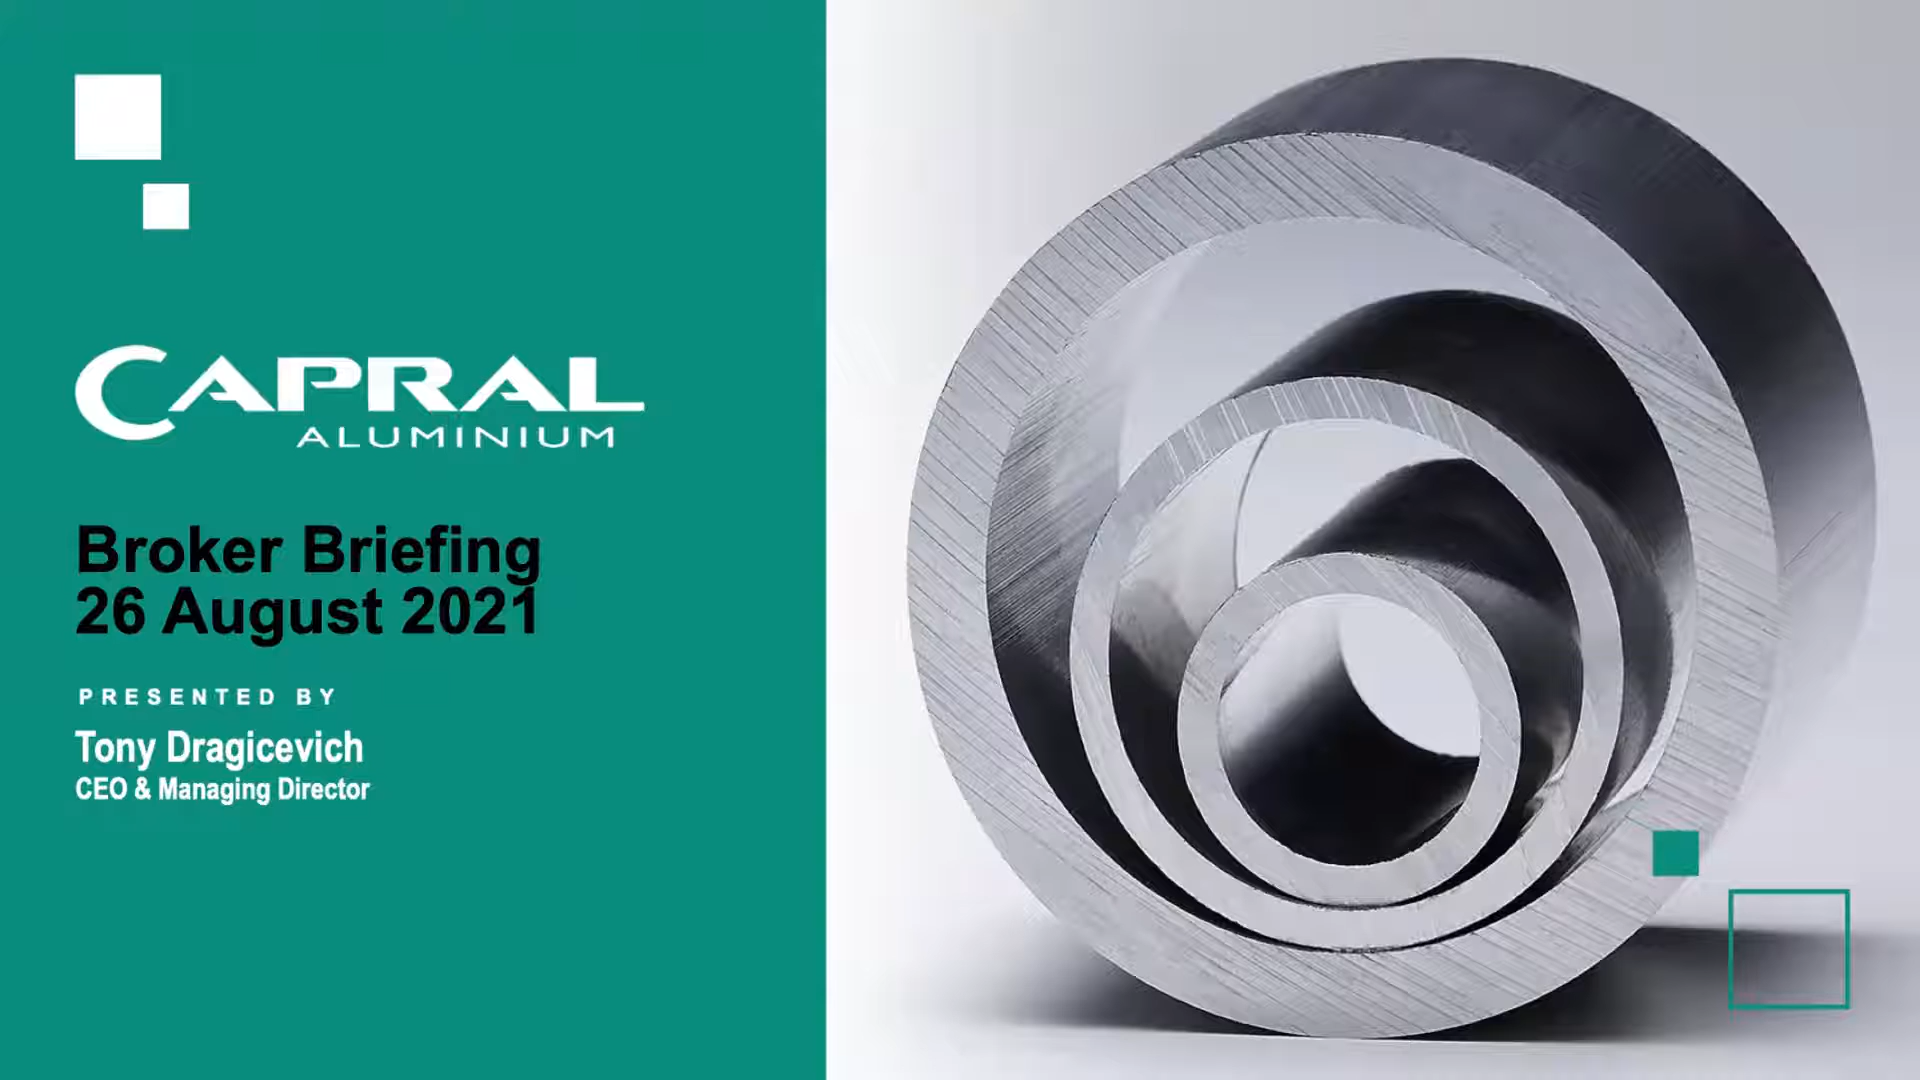 CAPRAL
ALUMINIUM
Broker Briefing
26 August 2021
PRESENTED BY
Tony Dragicevich
CEO & Managing Director